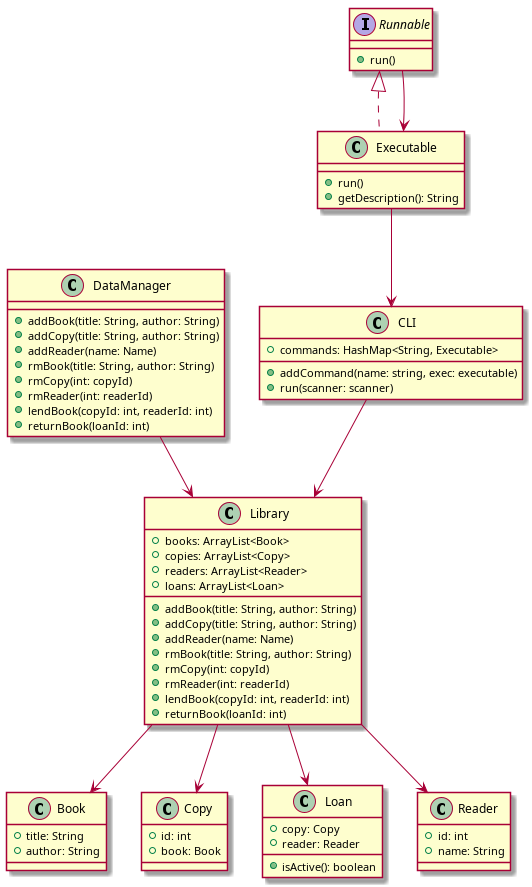 I Runnable
run()
C Executable
run()
getDescription(): String
C DataManager
addBook(title: String, author: String)
addCopy(title: String, author: String)
addReader(name: Name)
rmBook(title: String, author: String)
rmCopy(int: copyId)
rmReader(int: readerId)
lendBook(copyId: int, readerId: int)
returnBook(loanId: int)
C CLI
commands: HashMap<String, Executable>
addCommand(name: string, exec: executable)
run(scanner: scanner)
C Library
books: ArrayList<Book>
copies: ArrayList<Copy>
readers: ArrayList<Reader>
loans: ArrayList<Loan>
addBook(title: String, author: String)
addCopy(title: String, author: String)
addReader(name: Name)
rmBook(title: String, author: String)
rmCopy(int: copyId)
rmReader(int: readerId)
lendBook(copyId: int, readerId: int)
returnBook(loanId: int)
C Book
title: String
author: String
C Copy
id: int
book: Book
C Loan
copy: Copy
reader: Reader
isActive(): boolean
C Reader
id: int
name: String